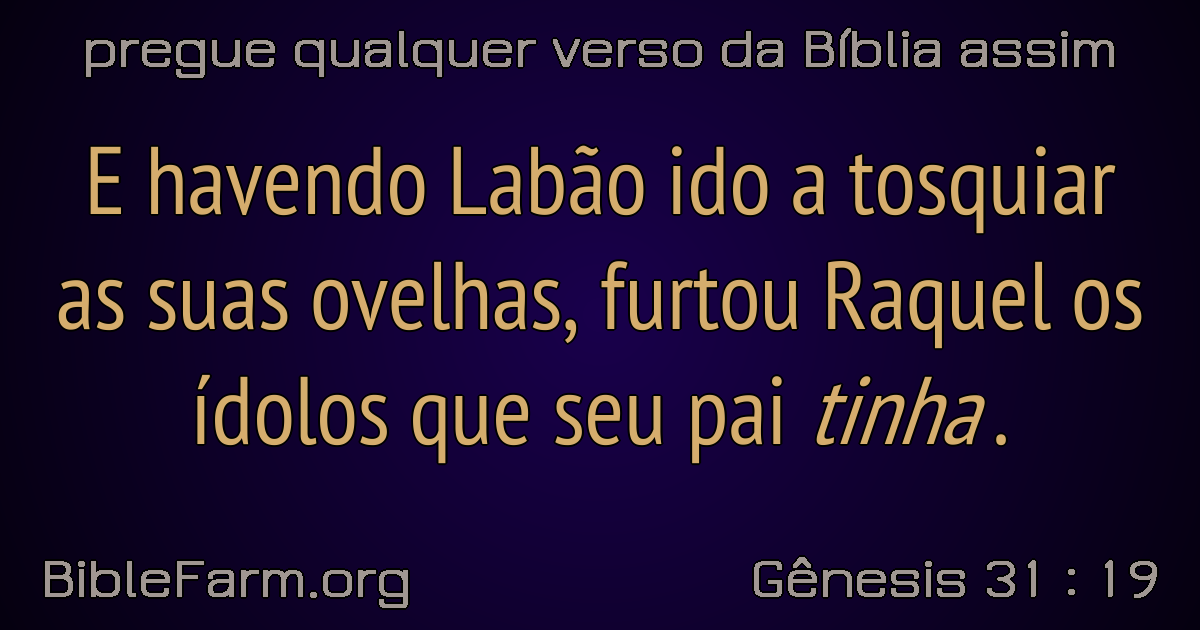 pregue qualquer verso da Bíblia assim
E havendo Labão ido a tosquiar
as suas ovelhas, furtou Raquel os
ídolos que seu pai tinha .
BibleFarm.org
Gênesis 31 : 19